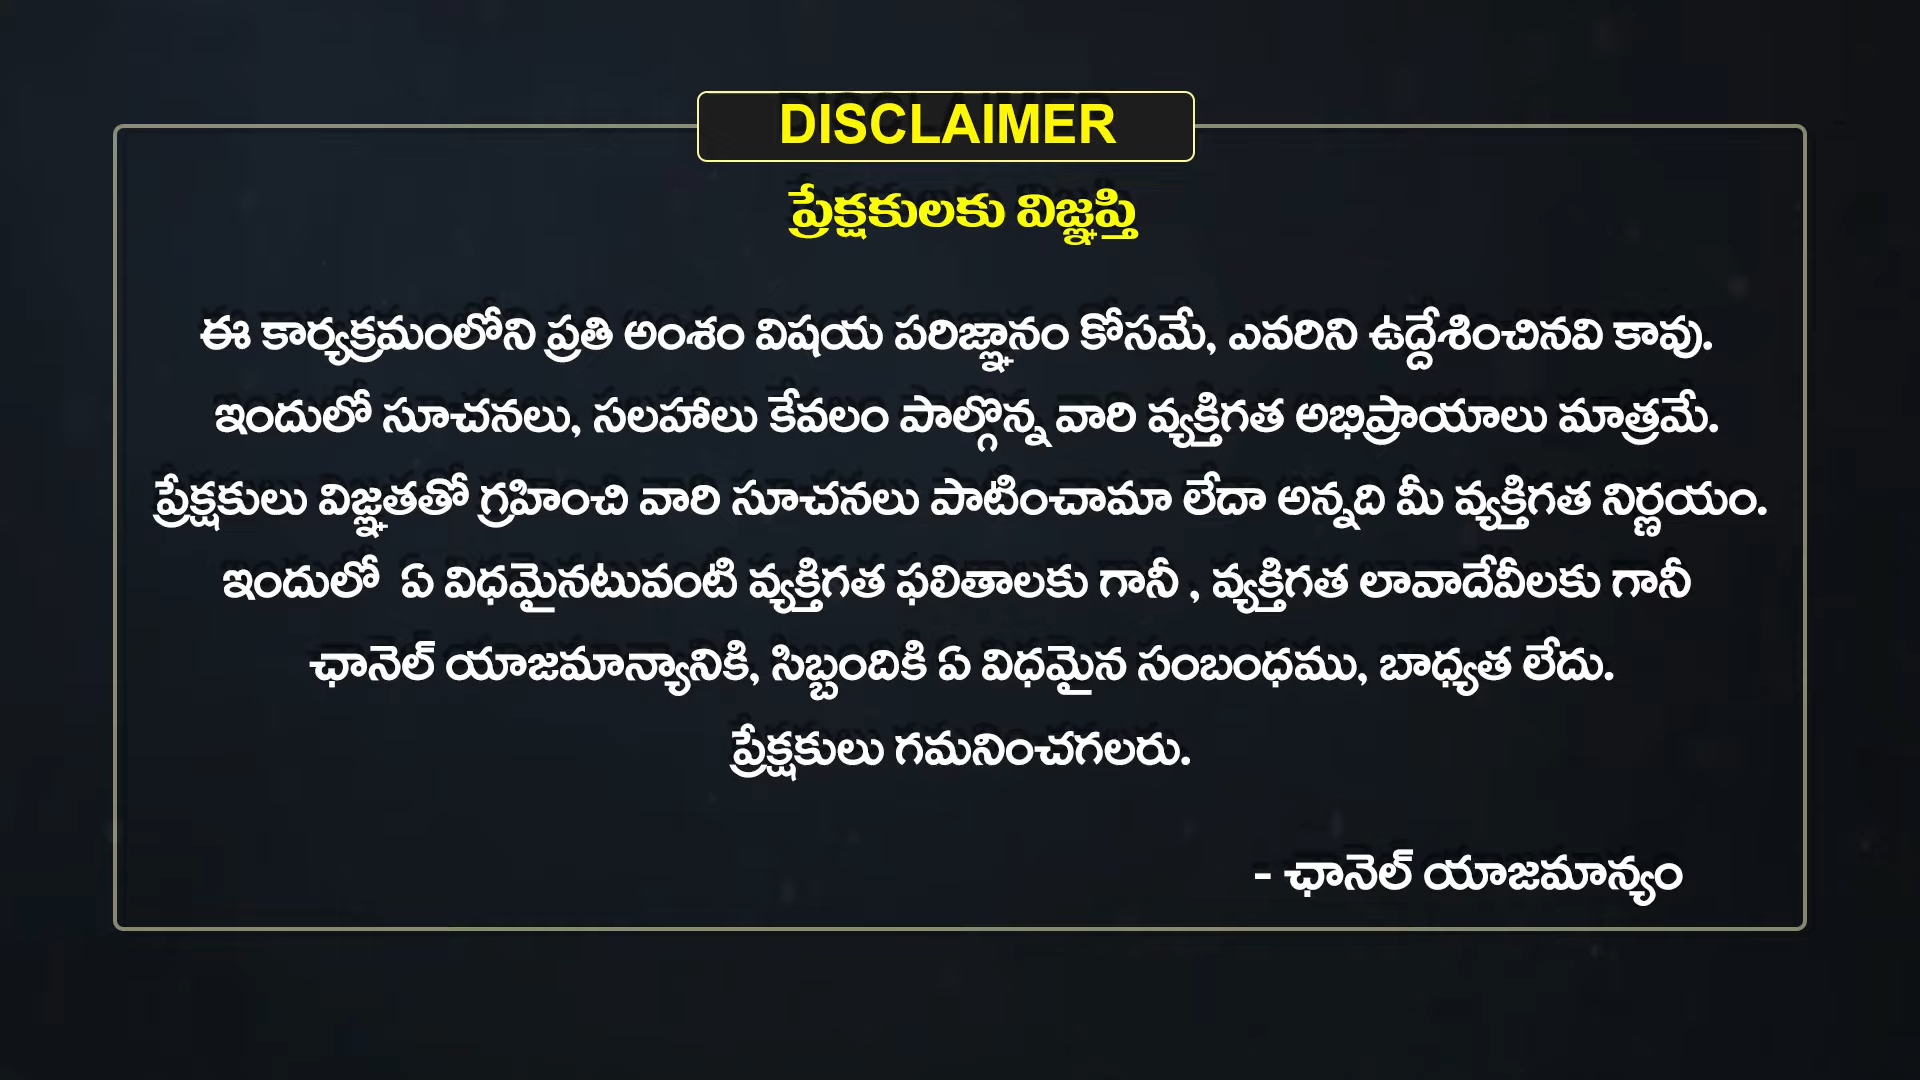 DISCLAIMER
ప్రేక్షకులకు విజ్ఞప్తి
ఈ కార్యక్రమంలోని ప్రతి అంశం విషయ పరిజ్ఞానం కోసమే, ఎవరిని ఉద్దేశించినవి కావు.
ఇందులో సూచనలు, సలహాలు కేవలం పాల్గొన్న వారి వ్యక్తిగత అభిప్రాయాలు మాత్రమే.
ప్రేక్షకులు విజ్ఞతతో గ్రహించి వారి సూచనలు పాటించామా లేదా అన్నది మీ వ్యక్తిగత నిర్ణయం.
ఇందులో ఏ విధమైనటువంటి వ్యక్తిగత ఫలితాలకు గానీ , వ్యక్తిగత లావాదేవీలకు గానీ
ఛానెల్ యాజమాన్యానికి, సిబ్బందికి ఏ విధమైన సంబంధము, బాధ్యత లేదు.
ప్రేక్షకులు గమనించగలరు.
- ఛానెల్ యాజమాన్యం